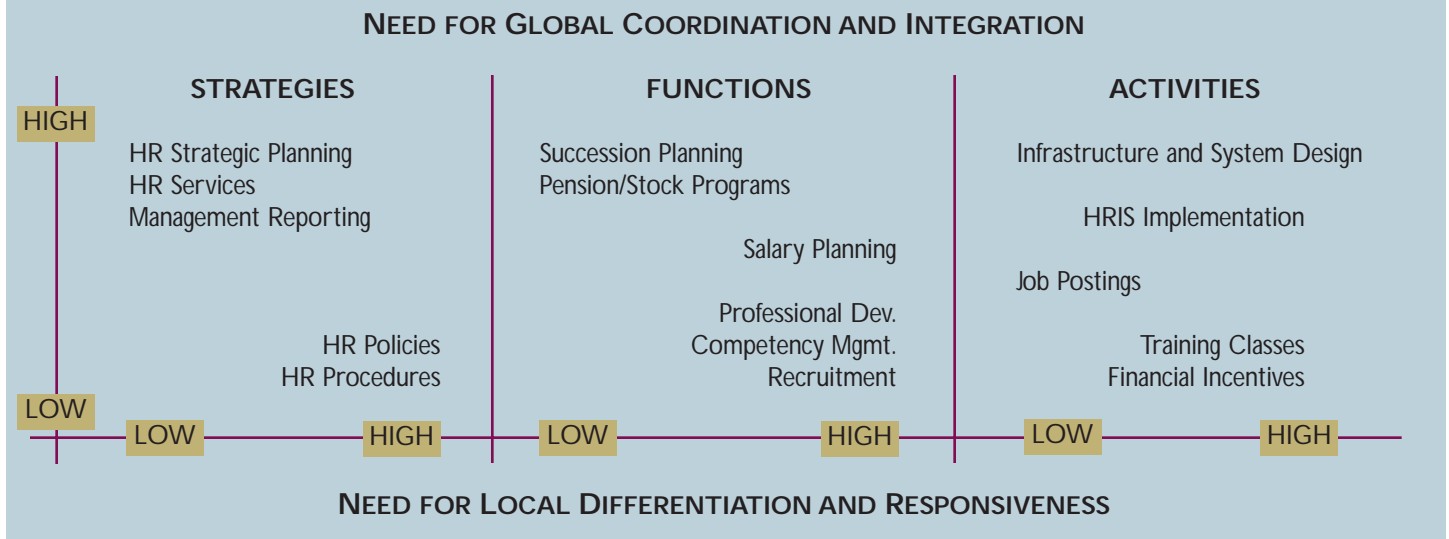 NEED FOR GLOBAL COORDINATION AND INTEGRATION
STRATEGIES
FUNCTIONS
ACTIVITIES
HIGH
HR Strategic Planning
HR Services
Management Reporting
HR Policies
HR Procedures
Succession Planning
Pension/Stock Programs
Salary Planning
Professional Dev.
Competency Mgmt.
Recruitment
Infrastructure and System Design
HRIS Implementation
Job Postings
Training Classes
Financial Incentives
LOW
LOW
HIGH
LOW
HIGH
LOW
HIGH
NEED FOR LOCAL DIFFERENTIATION AND RESPONSIVENESS